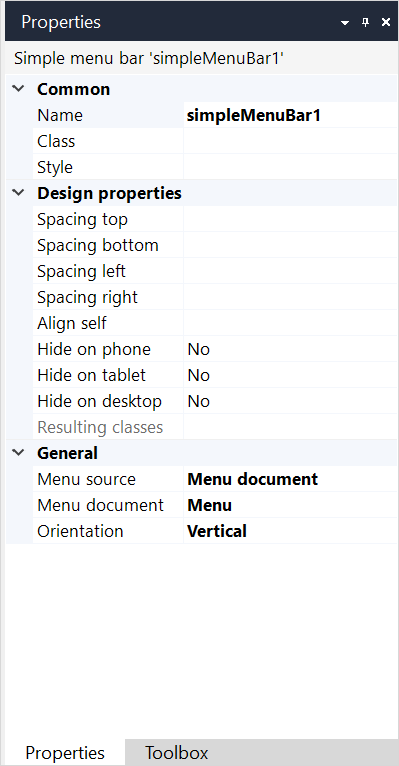 Properties
Simple menu bar 'simpleMenuBar1'
Common
Name simpleMenuBar1
Class
Style
Design properties
Spacing top
Spacing bottom
Spacing left
Spacing right
Align self
Hide on phone No
Hide on tablet No
Hide on desktop No
Resulting classes
General
Menu source Menu document
Menu document Menu
Orientation Vertical
Properties Toolbox